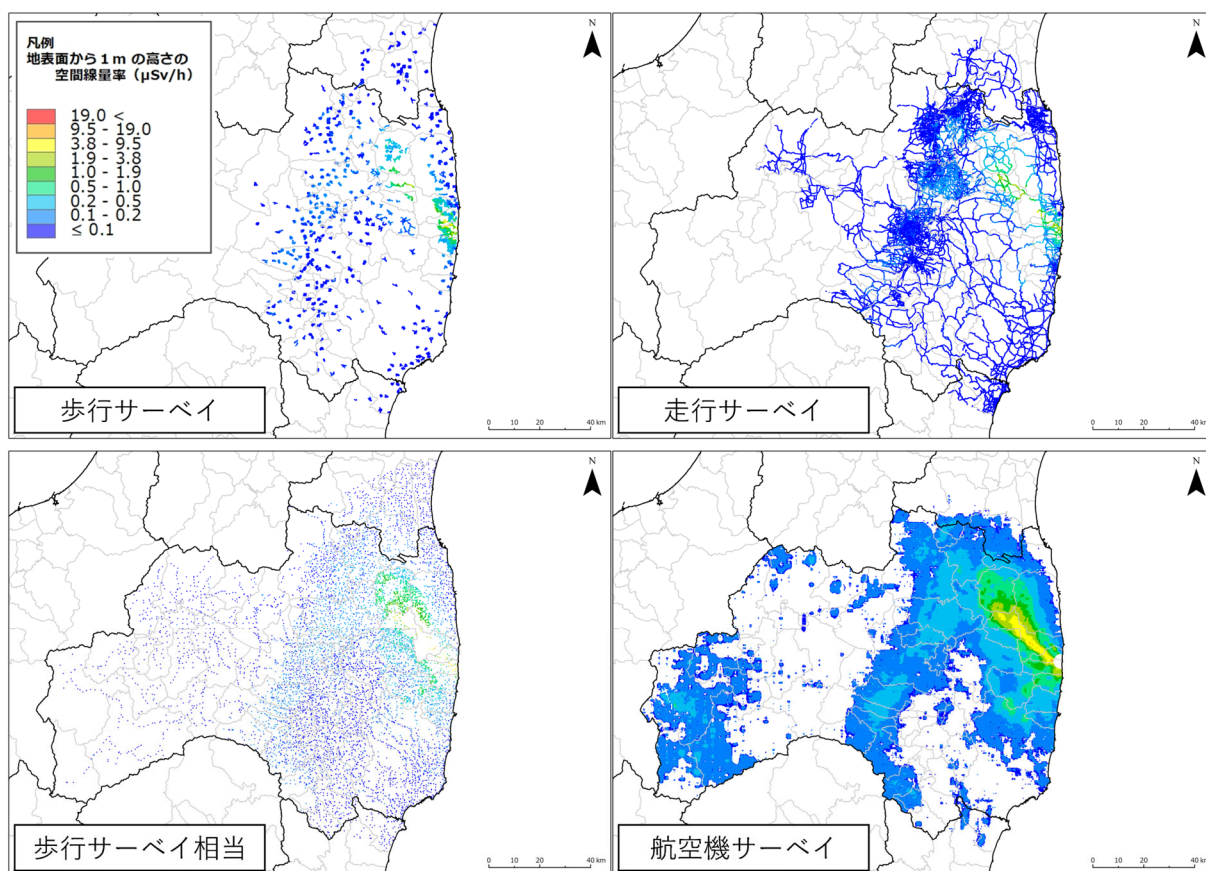 凡例
地表面から1mの高さの
空間線量率（μSv/h）
19.0 <
9.5 - 19.0
3.8 - 9.5
1.9 - 3.8
1.0 - 1.9
0.5 - 1.0
0.2 - 0.5
0.1 - 0.2
≤ 0.1
N
歩行サーベイ
0 10 20 40 km
N
走行サーベイ
0 10 20 40 km
歩行サーベイ相当
0 10 20 40 km
N
航空機サーベイ
0 10 20 40 km
N